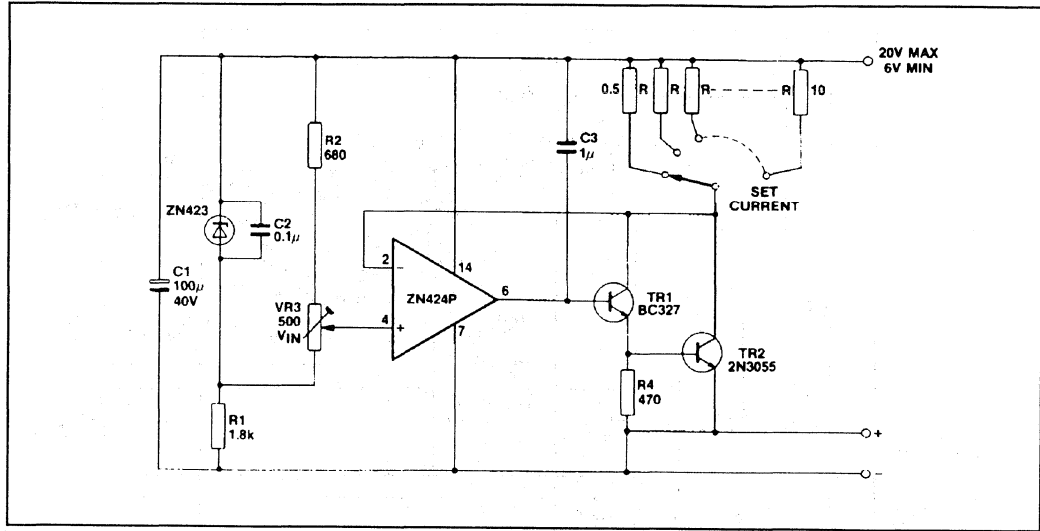 20V MAX
6V MIN
0.5 R R R 10
R2
680
C3
1μ
SET
CURRENT
ZN423
C2
0.1μ
2
−
14
C1
100μ
40V
ZN424P
6
TR1
BC327
VR3
500
VIN
4
+
7
TR2
2N3055
R4
470
R1
1.8k
+
−